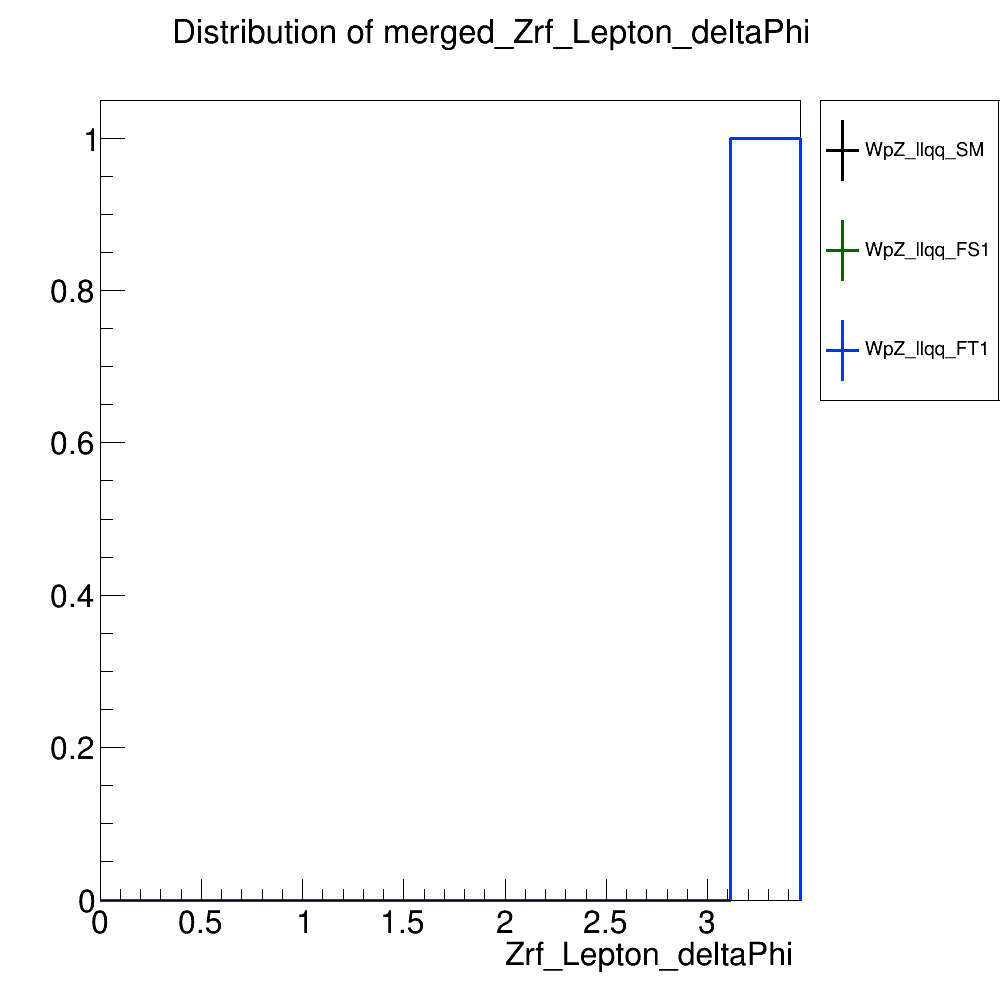 Distribution of merged_Zrf_Lepton_deltaPhi
1
0.8
0.6
0.4
0.2
0
0 0.5 1 1.5 2 2.5 3
Zrf_Lepton_deltaPhi
WpZ_llqq_SM
WpZ_llqq_FS1
WpZ_llqq_FT1